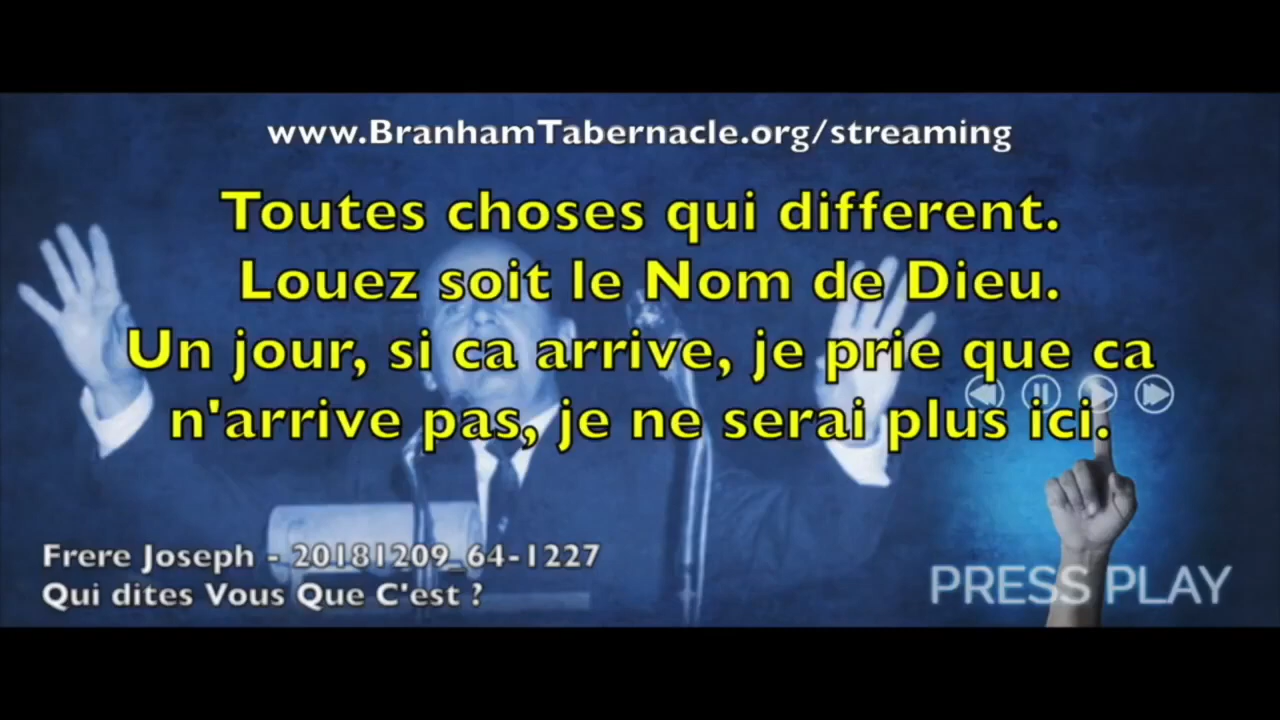 www.BranhamTabernacle.org/streaming
Toutes choses qui different.
Louez soit le Nom de Dieu.
Un jour, si ca arrive, je prie que ca
n'arrive pas, je ne serai plus ici.
Frere Joseph - 20181209_64-1227
Qui dites Vous Que C'est ?
PRESS PLAY